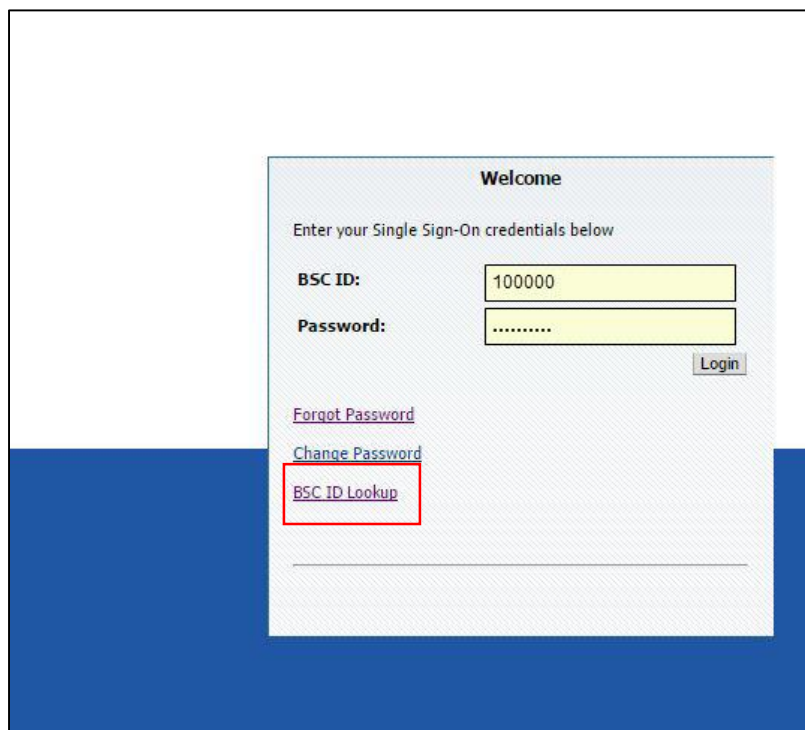 Welcome
Enter your Single Sign-On credentials below
BSC ID: 100000
Password: ..........
Login
Forgot Password
Change Password
BSC ID Lookup